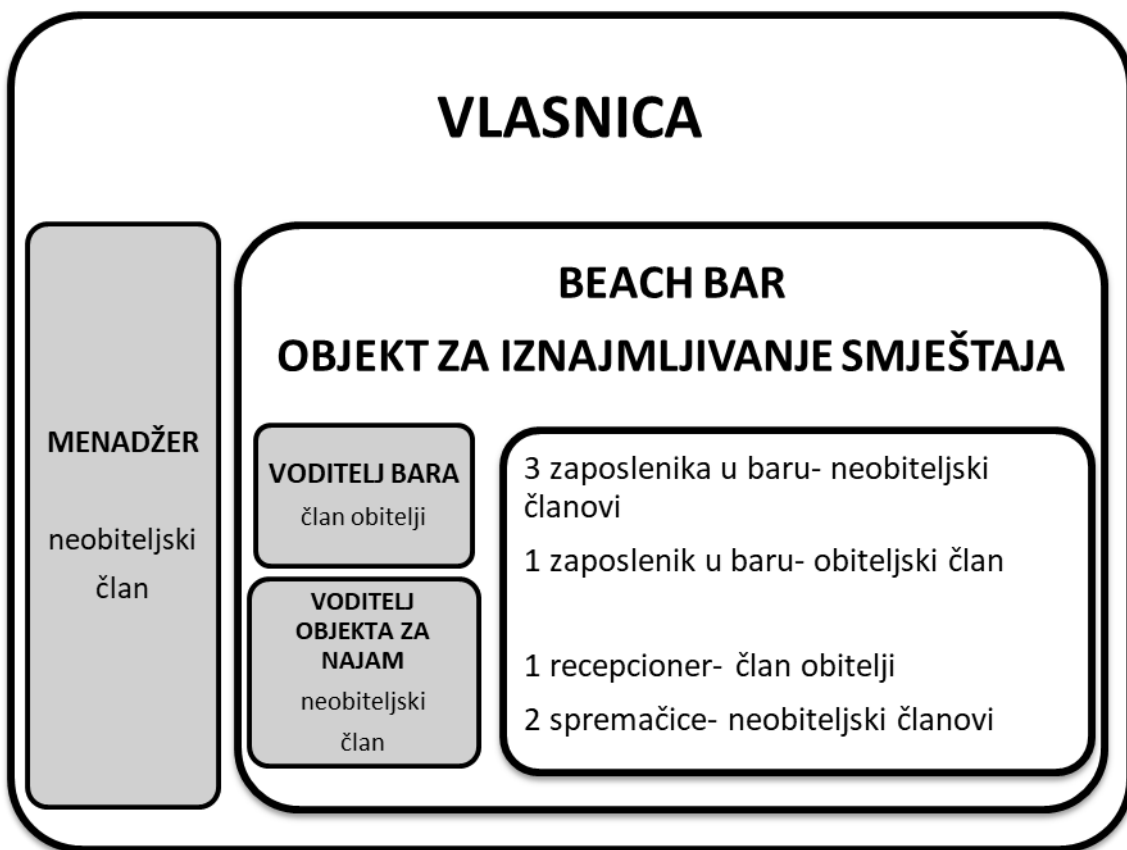 VLASNICA
MENADŽER
neobiteljski
član
BEACH BAR
OBJEKT ZA IZNAJMLJIVANJE SMJEŠTAJA
VODITELJ BARA
član obitelji
VODITELJ
OBJEKTA ZA
NAJAM
neobiteljski
član
3 zaposlenika u baru- neobiteljski
članovi
1 zaposlenik u baru- obiteljski član
1 recepcioner- član obitelji
2 spremačice- neobiteljski članovi